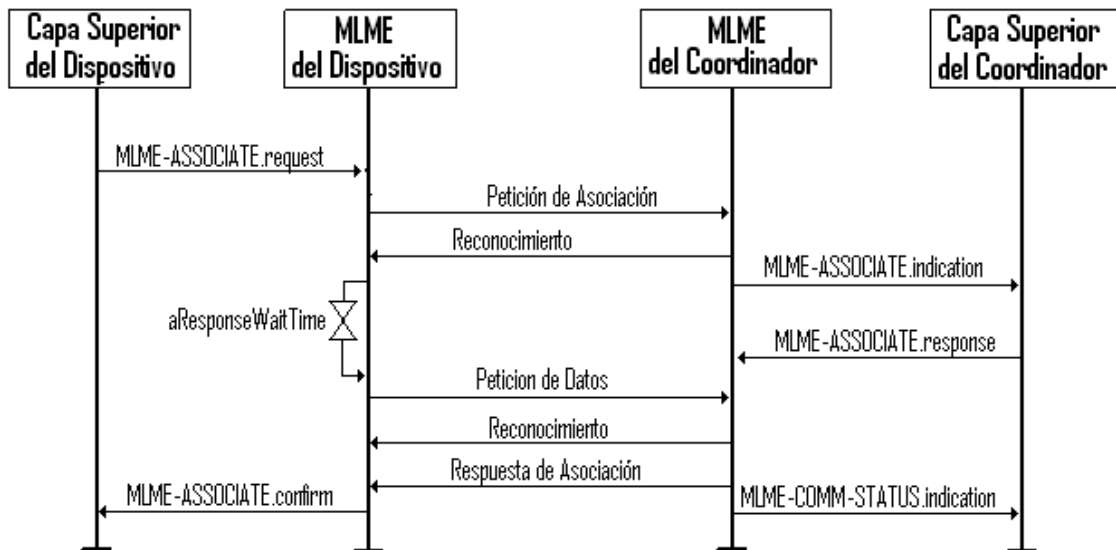 Capa Superior
del Dispositivo
MLME
del Dispositivo
MLME
del Coordinador
Capa Superior
del Coordinador
MLME-ASSOCIATE.request
Petición de Asociación
Reconocimiento
MLME-ASSOCIATE.indication
aResponseWaitTime
MLME-ASSOCIATE.response
Peticion de Datos
Reconocimiento
Respuesta de Asociación
MLME-ASSOCIATE.confirm
MLME-COMM-STATUS.indication